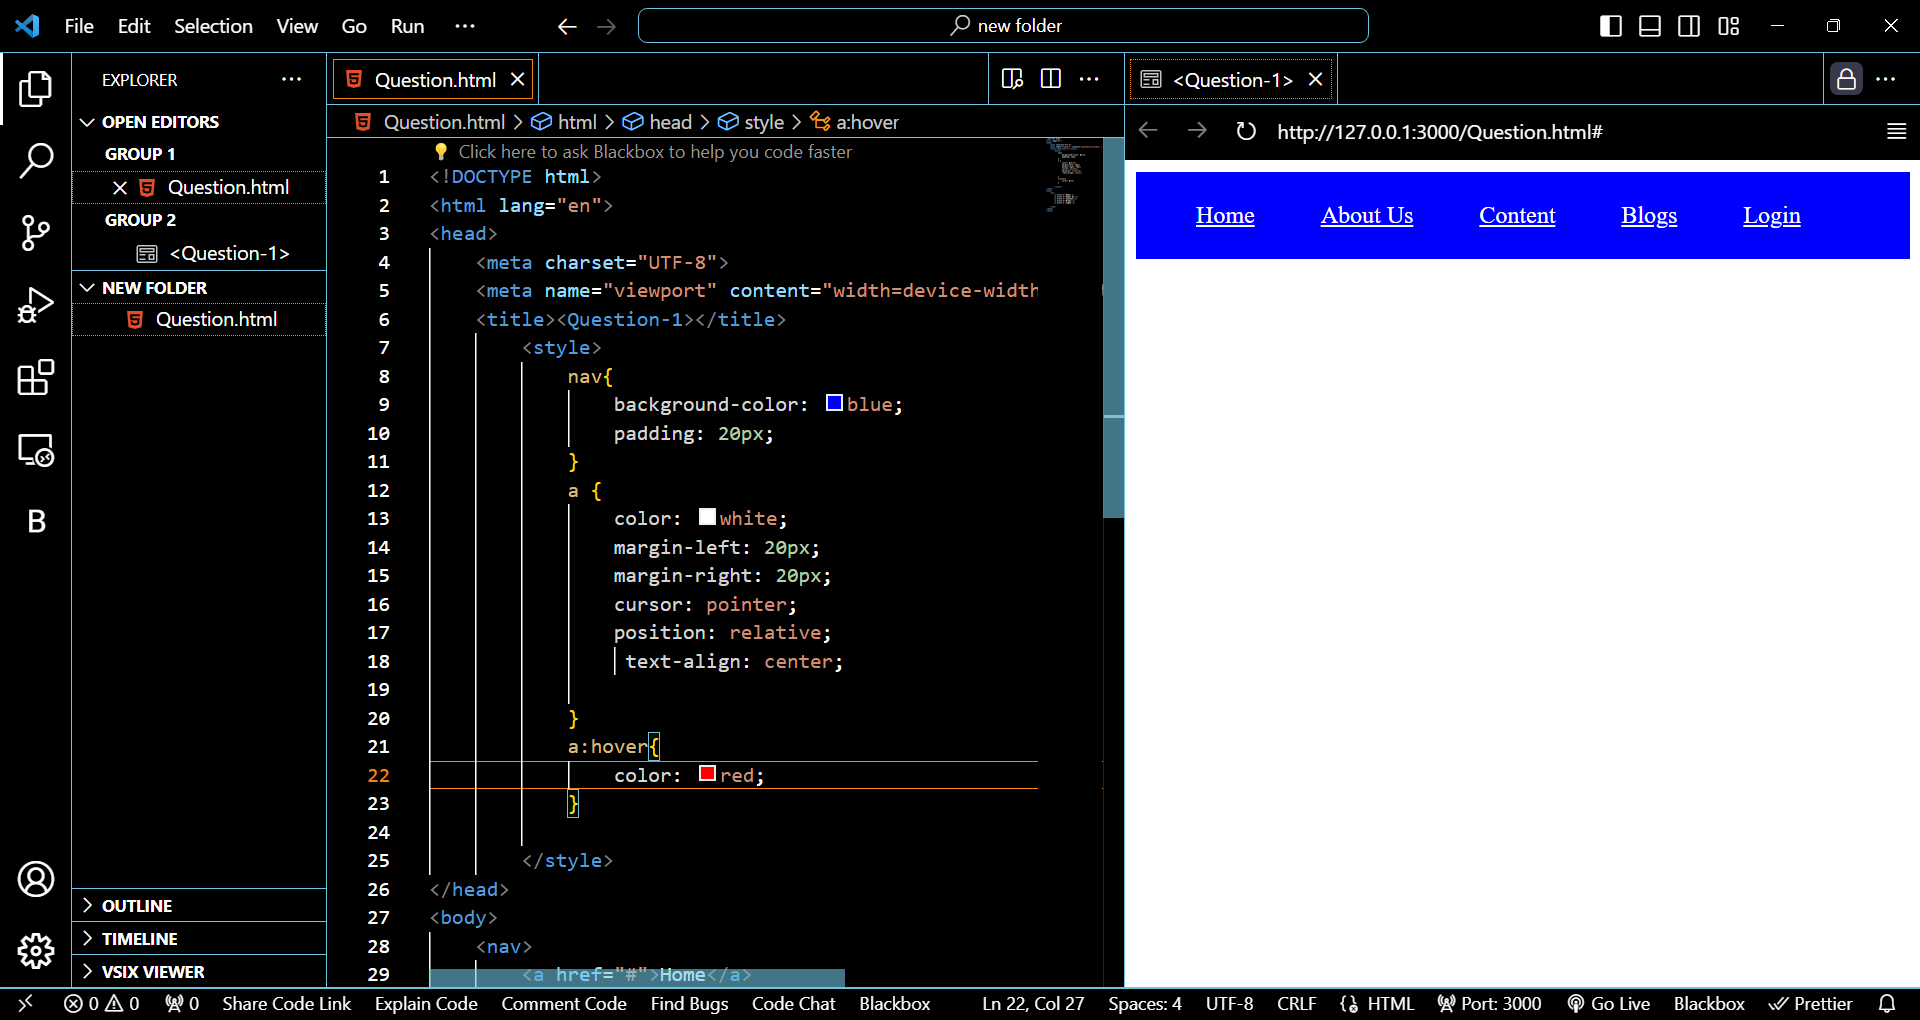 File Edit Selection View Go Run ···
new folder
EXPLORER ···
OPEN EDITORS
GROUP 1
Question.html
GROUP 2
<Question-1>
NEW FOLDER
Question.html
OUTLINE
TIMELINE
VSIX VIEWER
B
Question.html
Question.html > html > head > style > a:hover
Click here to ask Blackbox to help you code faster
1 <!DOCTYPE html>
2 <html lang="en">
3 <head>
4 <meta charset="UTF-8">
5 <meta name="viewport" content="width=device-width
6 <title><Question-1></title>
7 <style>
8 nav{
9 background-color: blue;
10 padding: 20px;
11 }
12 a {
13 color: white;
14 margin-left: 20px;
15 margin-right: 20px;
16 cursor: pointer;
17 position: relative;
18 text-align: center;
19
20 }
21 a:hover{
22 color: red;
23 }
24
25 </style>
26 </head>
27 <body>
28 <nav>
29 <a href="#">Home</a>
<Question-1>
http://127.0.0.1:3000/Question.html#
Home About Us Content Blogs Login
0 0 0 Share Code Link Explain Code Comment Code Find Bugs Code Chat Blackbox Ln 22, Col 27 Spaces: 4 UTF-8 CRLF HTML Port: 3000 Go Live Blackbox Prettier